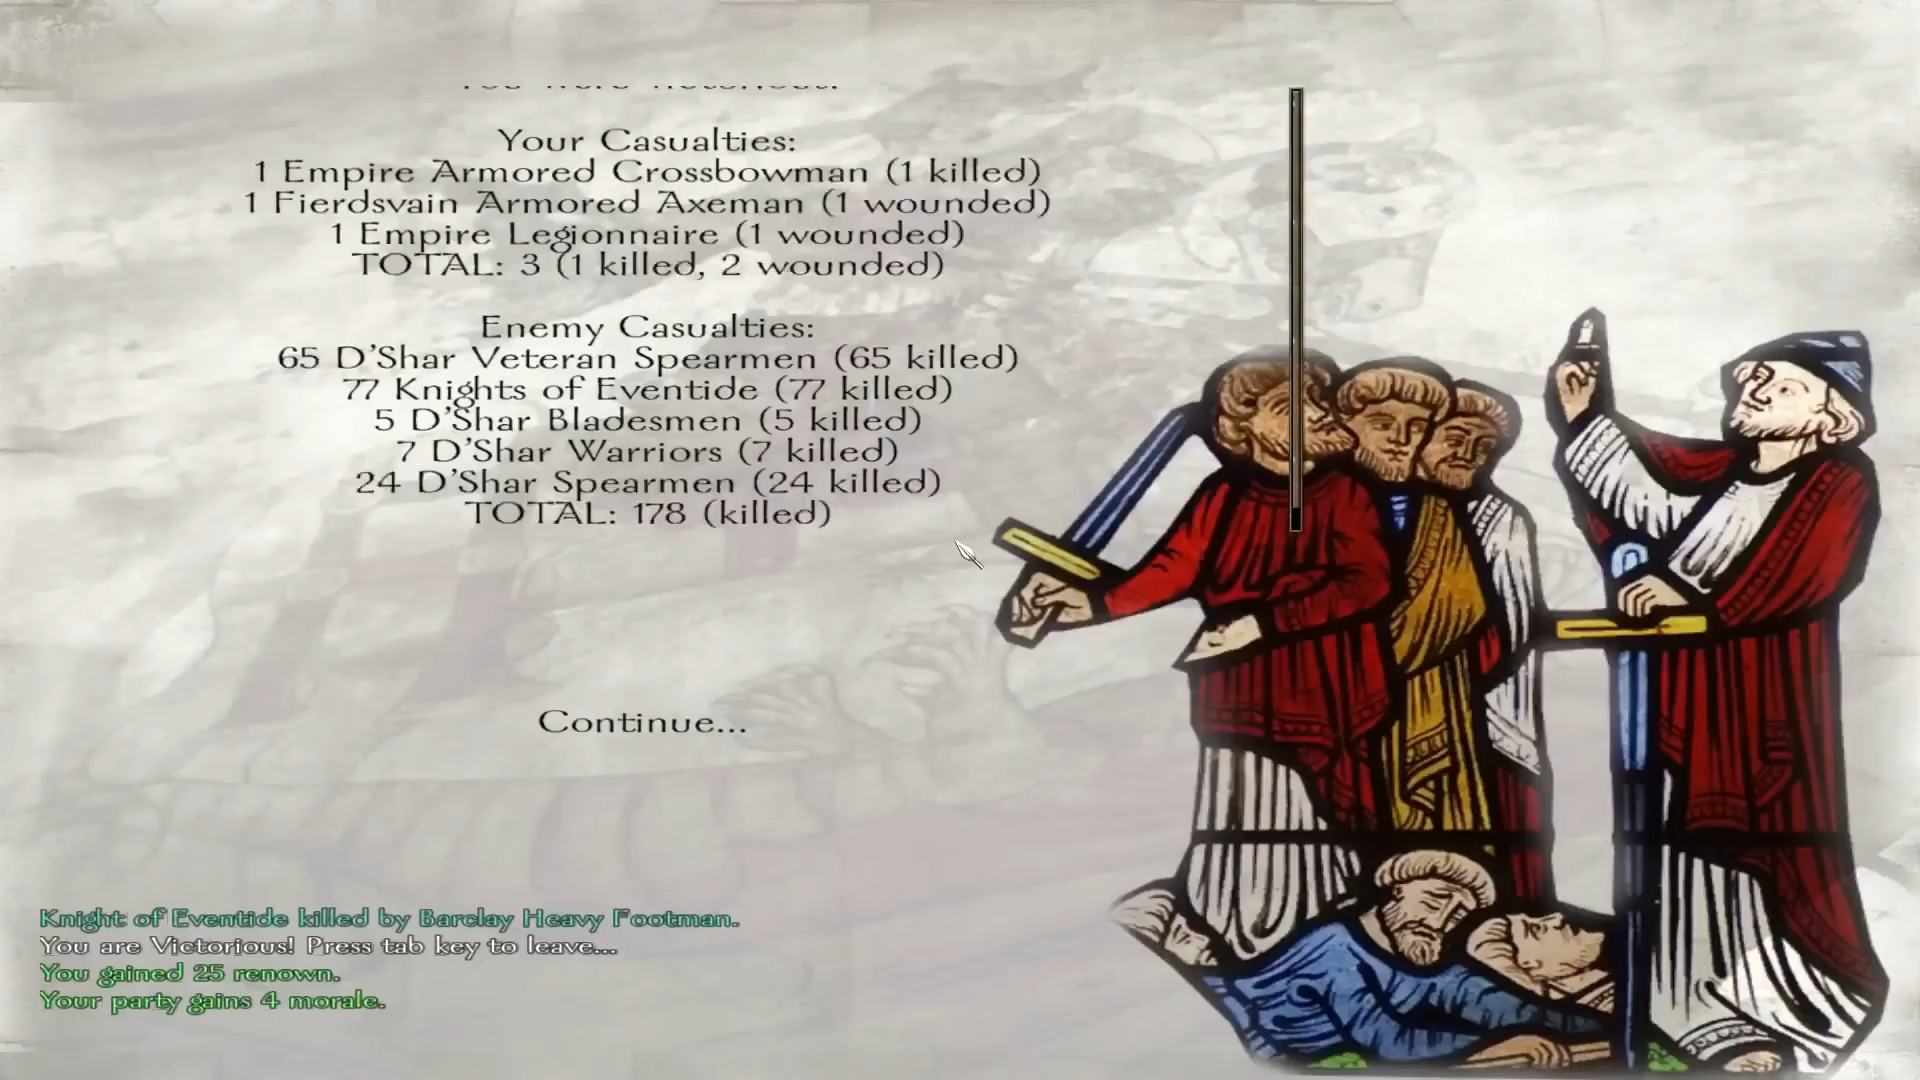 You were victorious!
Your Casualties:
1 Empire Armored Crossbowman (1 killed)
1 Fierdsvain Armored Axeman (1 wounded)
1 Empire Legionnaire (1 wounded)
TOTAL: 3 (1 killed, 2 wounded)
Enemy Casualties:
65 D'Shar Veteran Spearmen (65 killed)
77 Knights of Eventide (77 killed)
5 D'Shar Bladesmen (5 killed)
7 D'Shar Warriors (7 killed)
24 D'Shar Spearmen (24 killed)
TOTAL: 178 (killed)
Continue...
Knight of Eventide killed by Barclay Heavy Footman.
You are Victorious! Press tab key to leave...
You gained 25 renown.
Your party gains 4 morale.